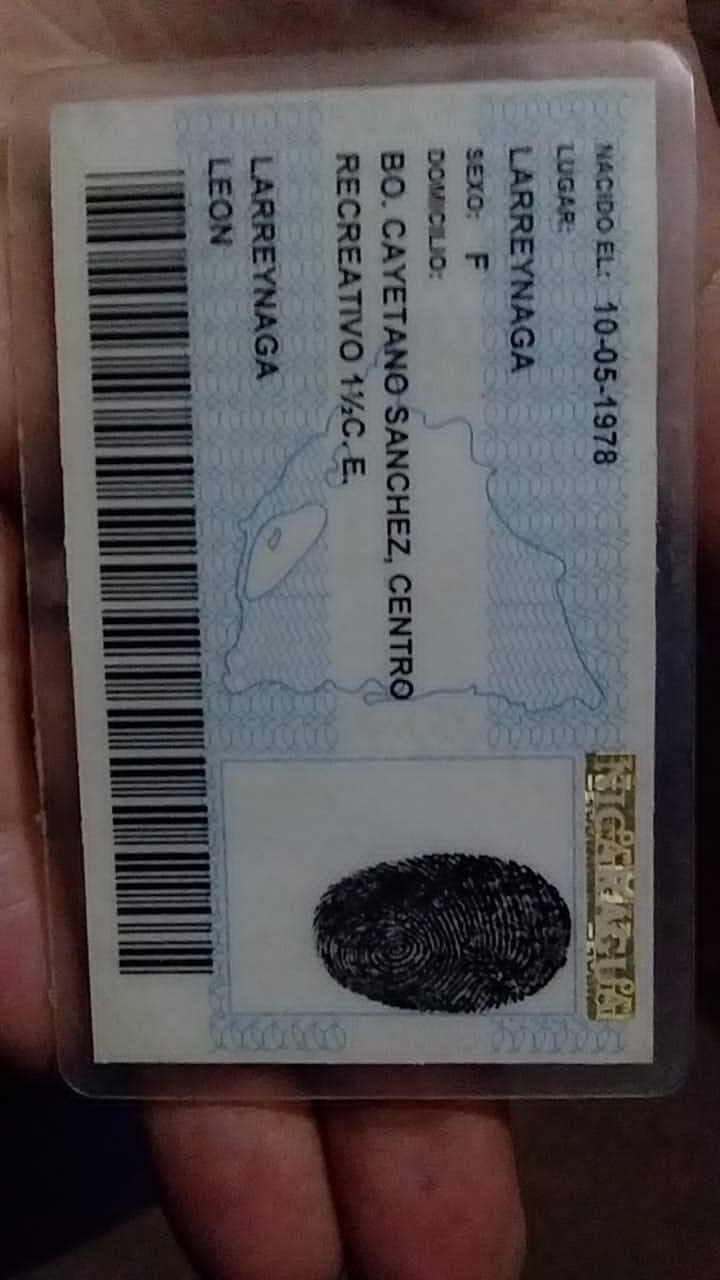 NACIDO EL: 10-05-1978
LUGAR:
LARREYNAGA
SEXO: F
DOMICILIO:
BO. CAYETANO SANCHEZ, CENTRO
RECREATIVO 1½C. E.
LARREYNAGA
LEON
NICARAGUA